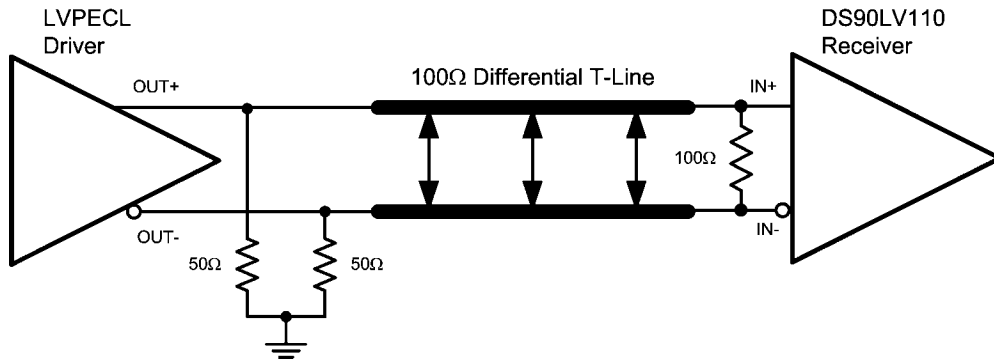 LVPECL
Driver
DS90LV110
Receiver
OUT+
100Ω Differential T-Line
IN+
100Ω
OUT-
IN-
50Ω
50Ω